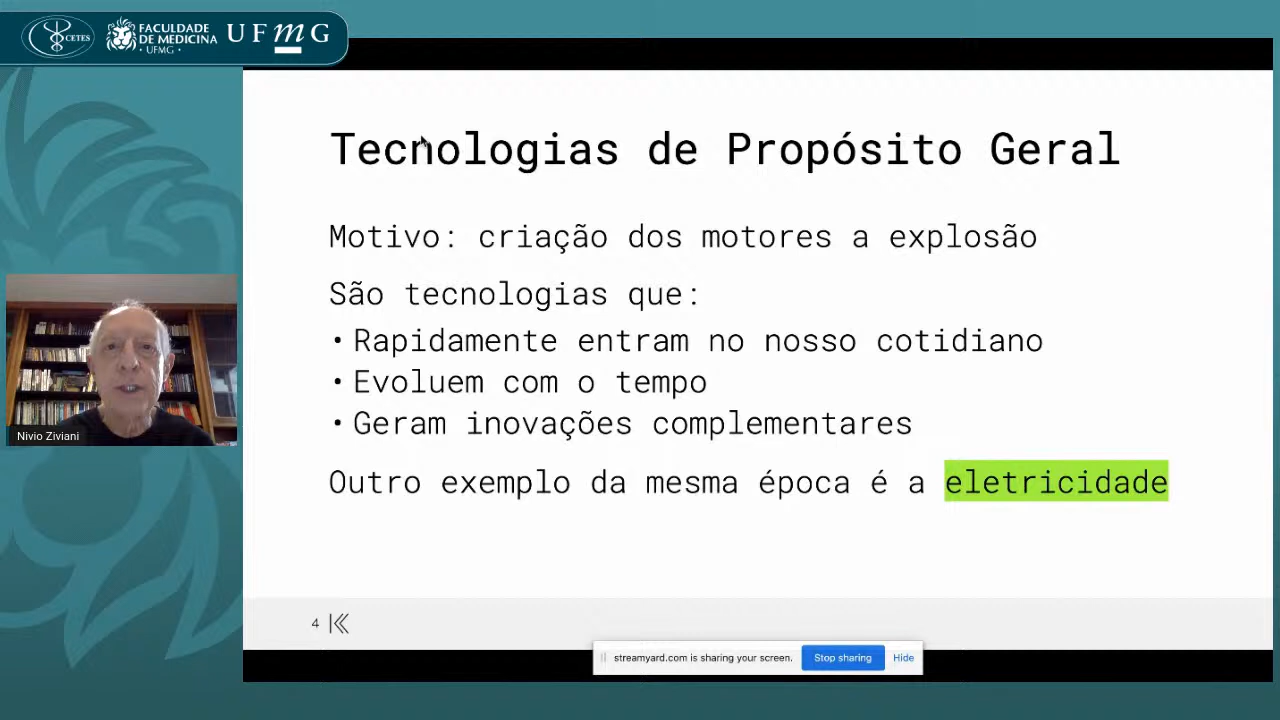 CETES
FACULDADE
DE MEDICINA
• UFMG •
UFMG
Tecnologias de Propósito Geral
Motivo: criação dos motores a explosão
São tecnologias que:
• Rapidamente entram no nosso cotidiano
• Evoluem com o tempo
• Geram inovações complementares
Outro exemplo da mesma época é a eletricidade
Nivio Ziviani
4
streamyard.com is sharing your screen. Stop sharing Hide